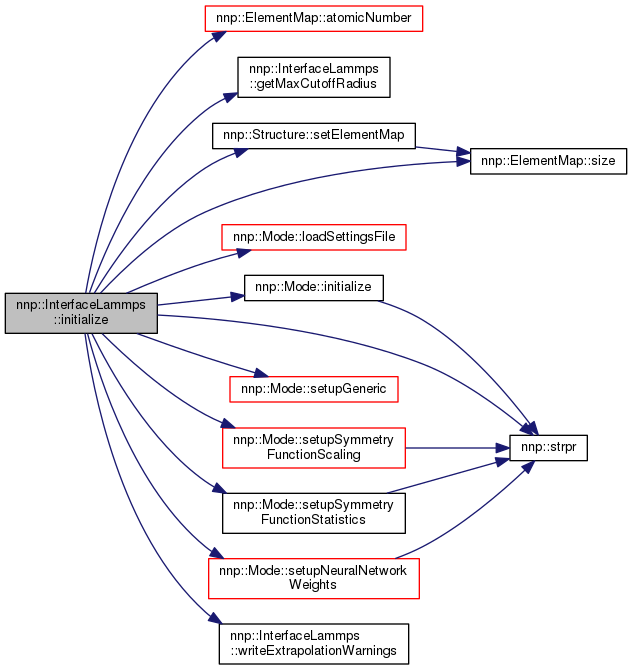 nnp::ElementMap::atomicNumber
nnp::InterfaceLammps
::getMaxCutoffRadius
nnp::Structure::setElementMap
nnp::ElementMap::size
nnp::Mode::loadSettingsFile
nnp::InterfaceLammps
::initialize
nnp::Mode::initialize
nnp::Mode::setupGeneric
nnp::Mode::setupSymmetry
FunctionScaling
nnp::strpr
nnp::Mode::setupSymmetry
FunctionStatistics
nnp::Mode::setupNeuralNetwork
Weights
nnp::InterfaceLammps
::writeExtrapolationWarnings